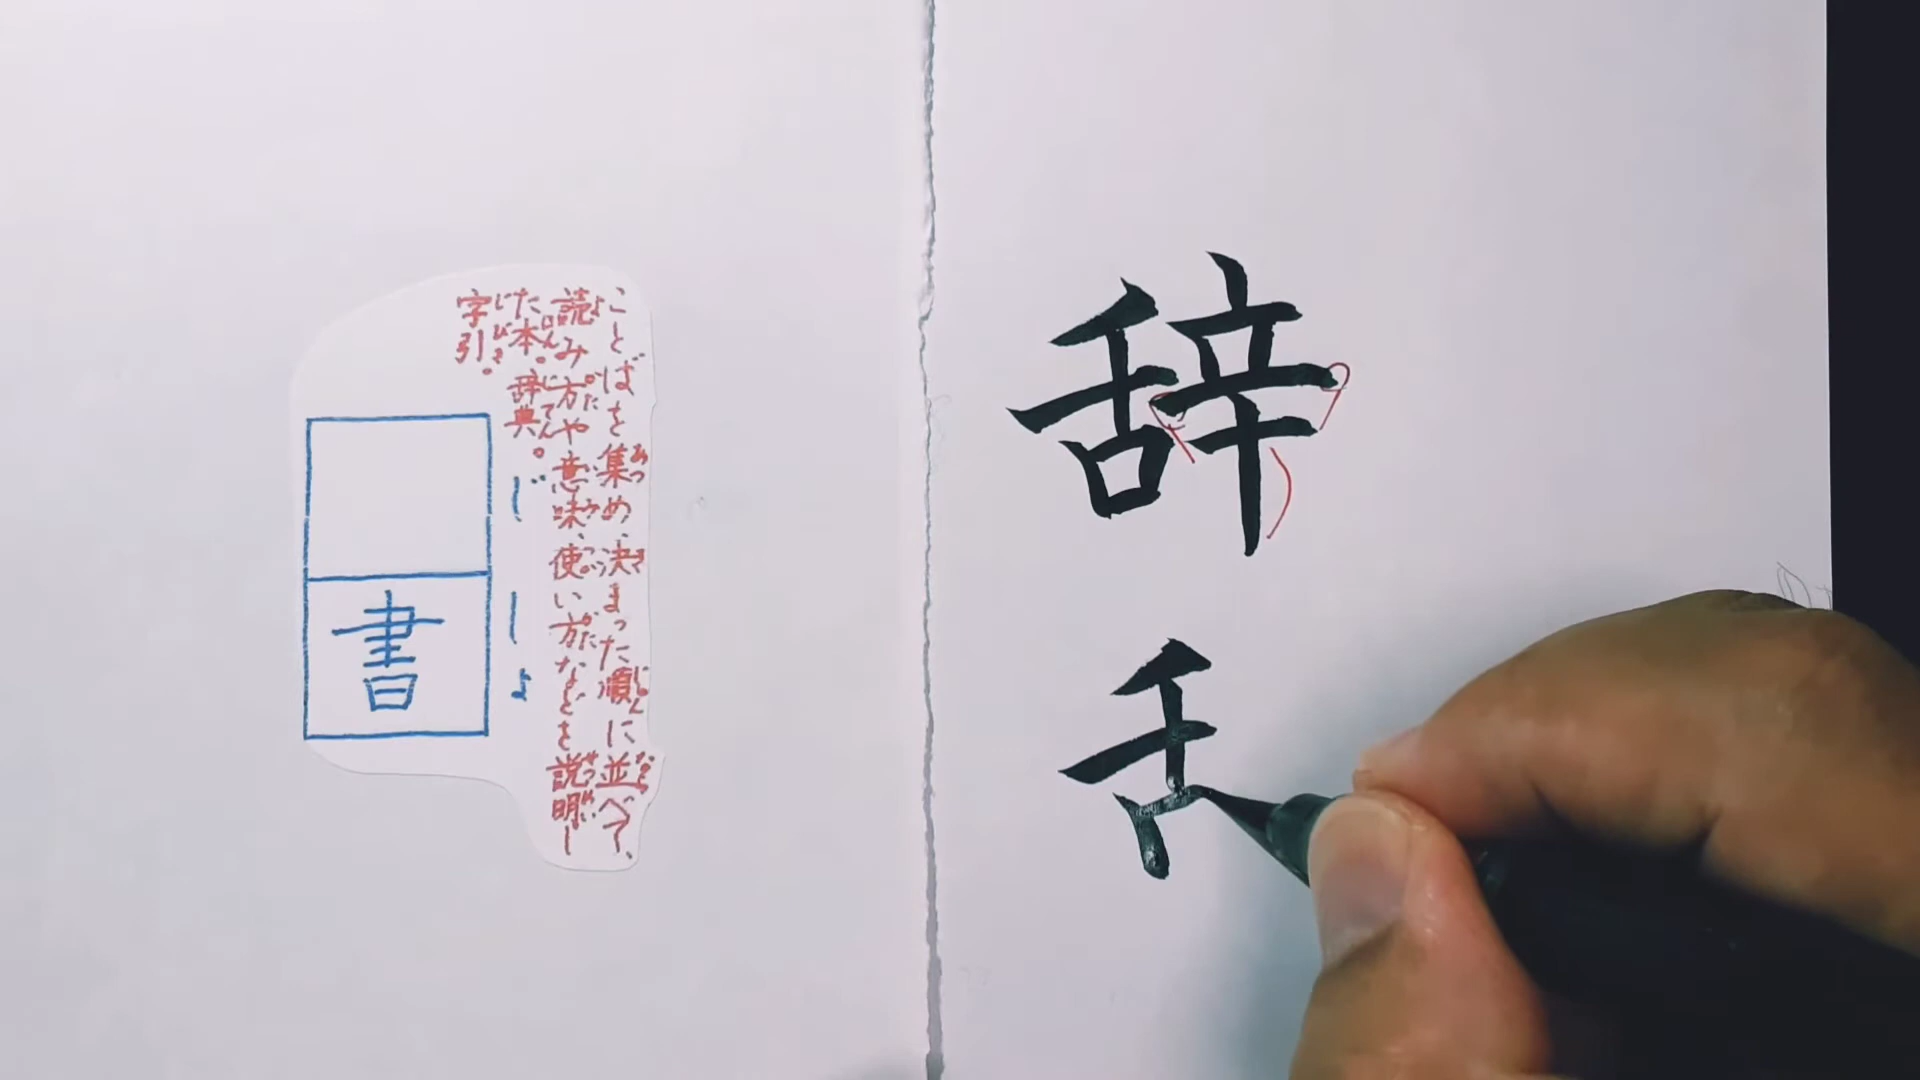 辞
ことばを集め、決まった順に並べて、
読み方や意味、使い方などを説明し
た本。辞典。
字引。
じしょ
書